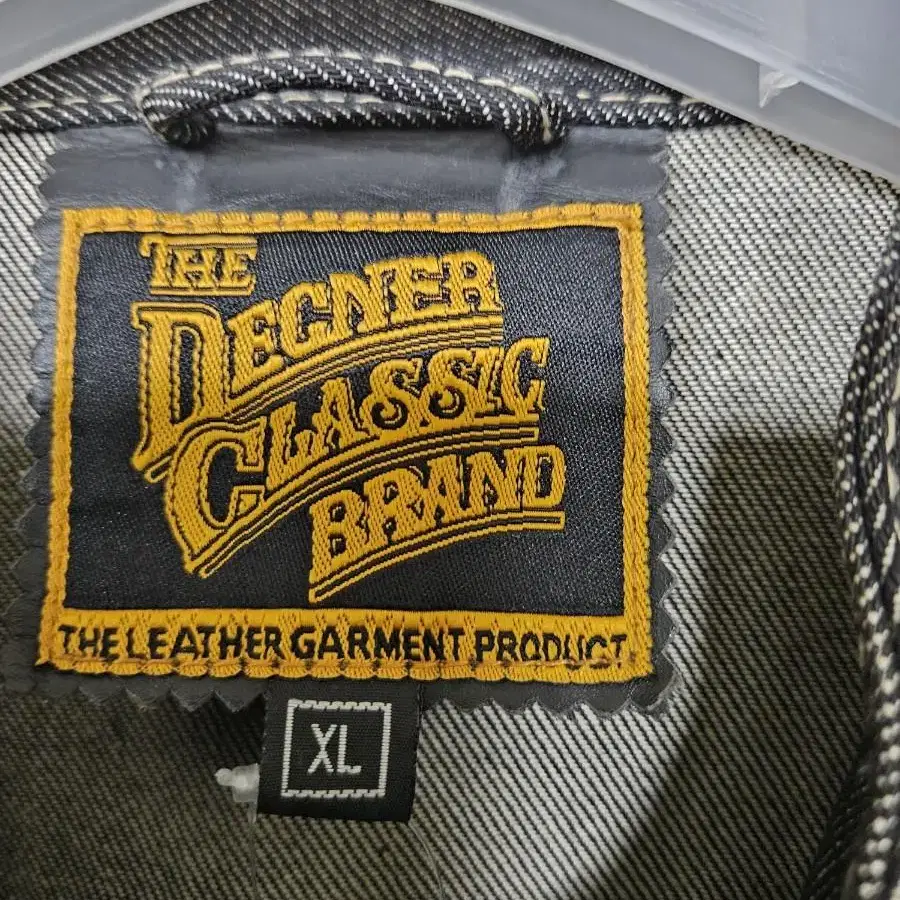 THE
DEGNER
CLASSIC
BRAND
THE LEATHER GARMENT PRODUCT
XL